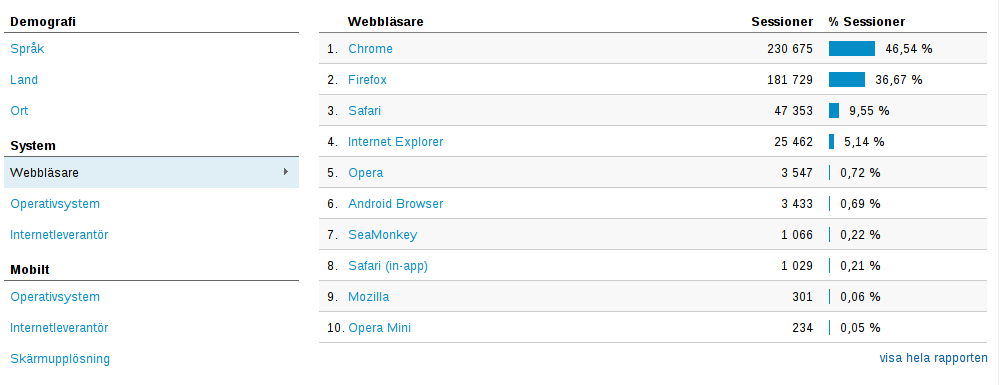 Demografi
Språk
Land
Ort
System
Webbläsare
Operativsystem
Internetleverantör
Mobilt
Operativsystem
Internetleverantör
Skärmupplösning
Webbläsare Sessioner % Sessioner
1. Chrome 230 675 46,54 %
2. Firefox 181 729 36,67 %
3. Safari 47 353 9,55 %
4. Internet Explorer 25 462 5,14 %
5. Opera 3 547 0,72 %
6. Android Browser 3 433 0,69 %
7. SeaMonkey 1 066 0,22 %
8. Safari (in-app) 1 029 0,21 %
9. Mozilla 301 0,06 %
10. Opera Mini 234 0,05 %
visa hela rapporten